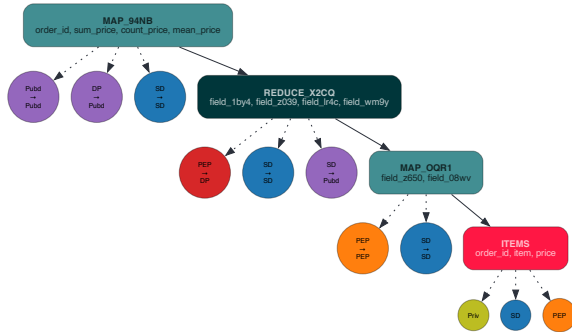 MAP_94NB
order_id, sum_price, count_price, mean_price
Pubd
→
Pubd
DP
→
Pubd
SD
→
SD
REDUCE_X2CQ
field_1by4, field_z039, field_lr4c, field_wm9y
PEP
→
DP
SD
→
SD
SD
→
Pubd
MAP_OQR1
field_z650, field_08wv
PEP
→
PEP
SD
→
SD
ITEMS
order_id, item, price
Priv
SD
PEP